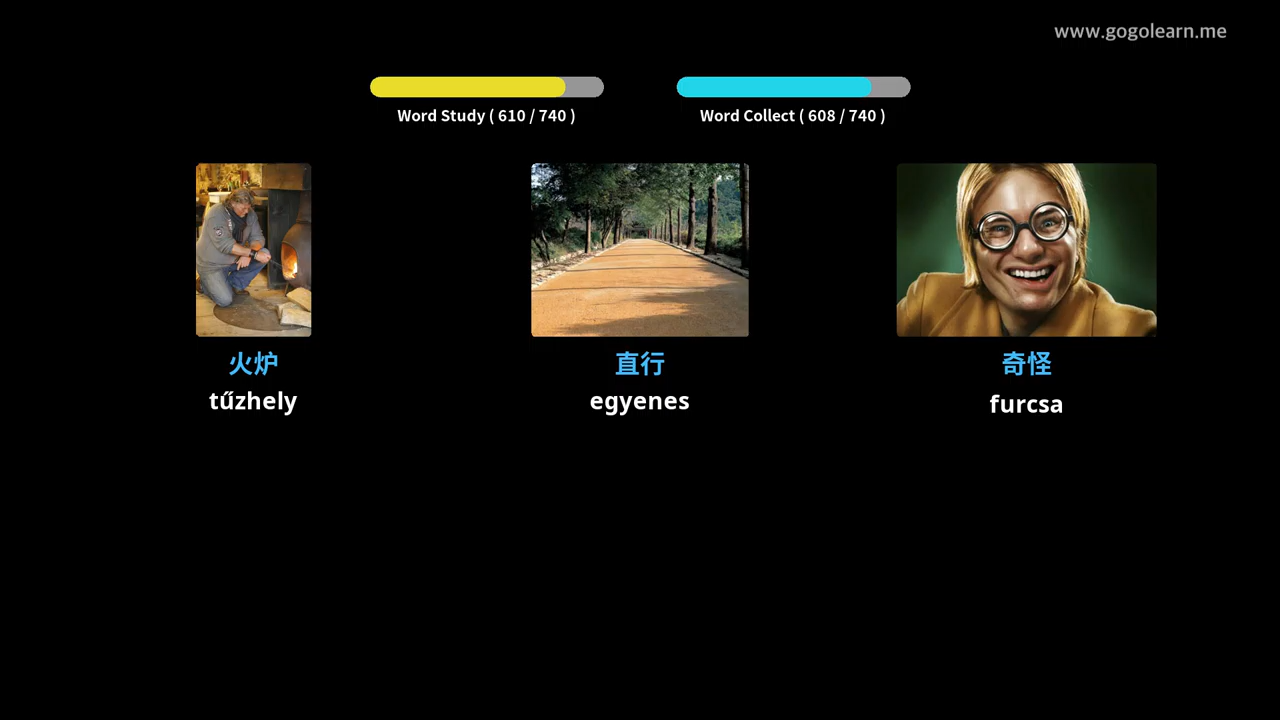 www.gogolearn.me
Word Study ( 610 / 740 )
Word Collect ( 608 / 740 )
火炉
直行
奇怪
tűzhely
egyenes
furcsa